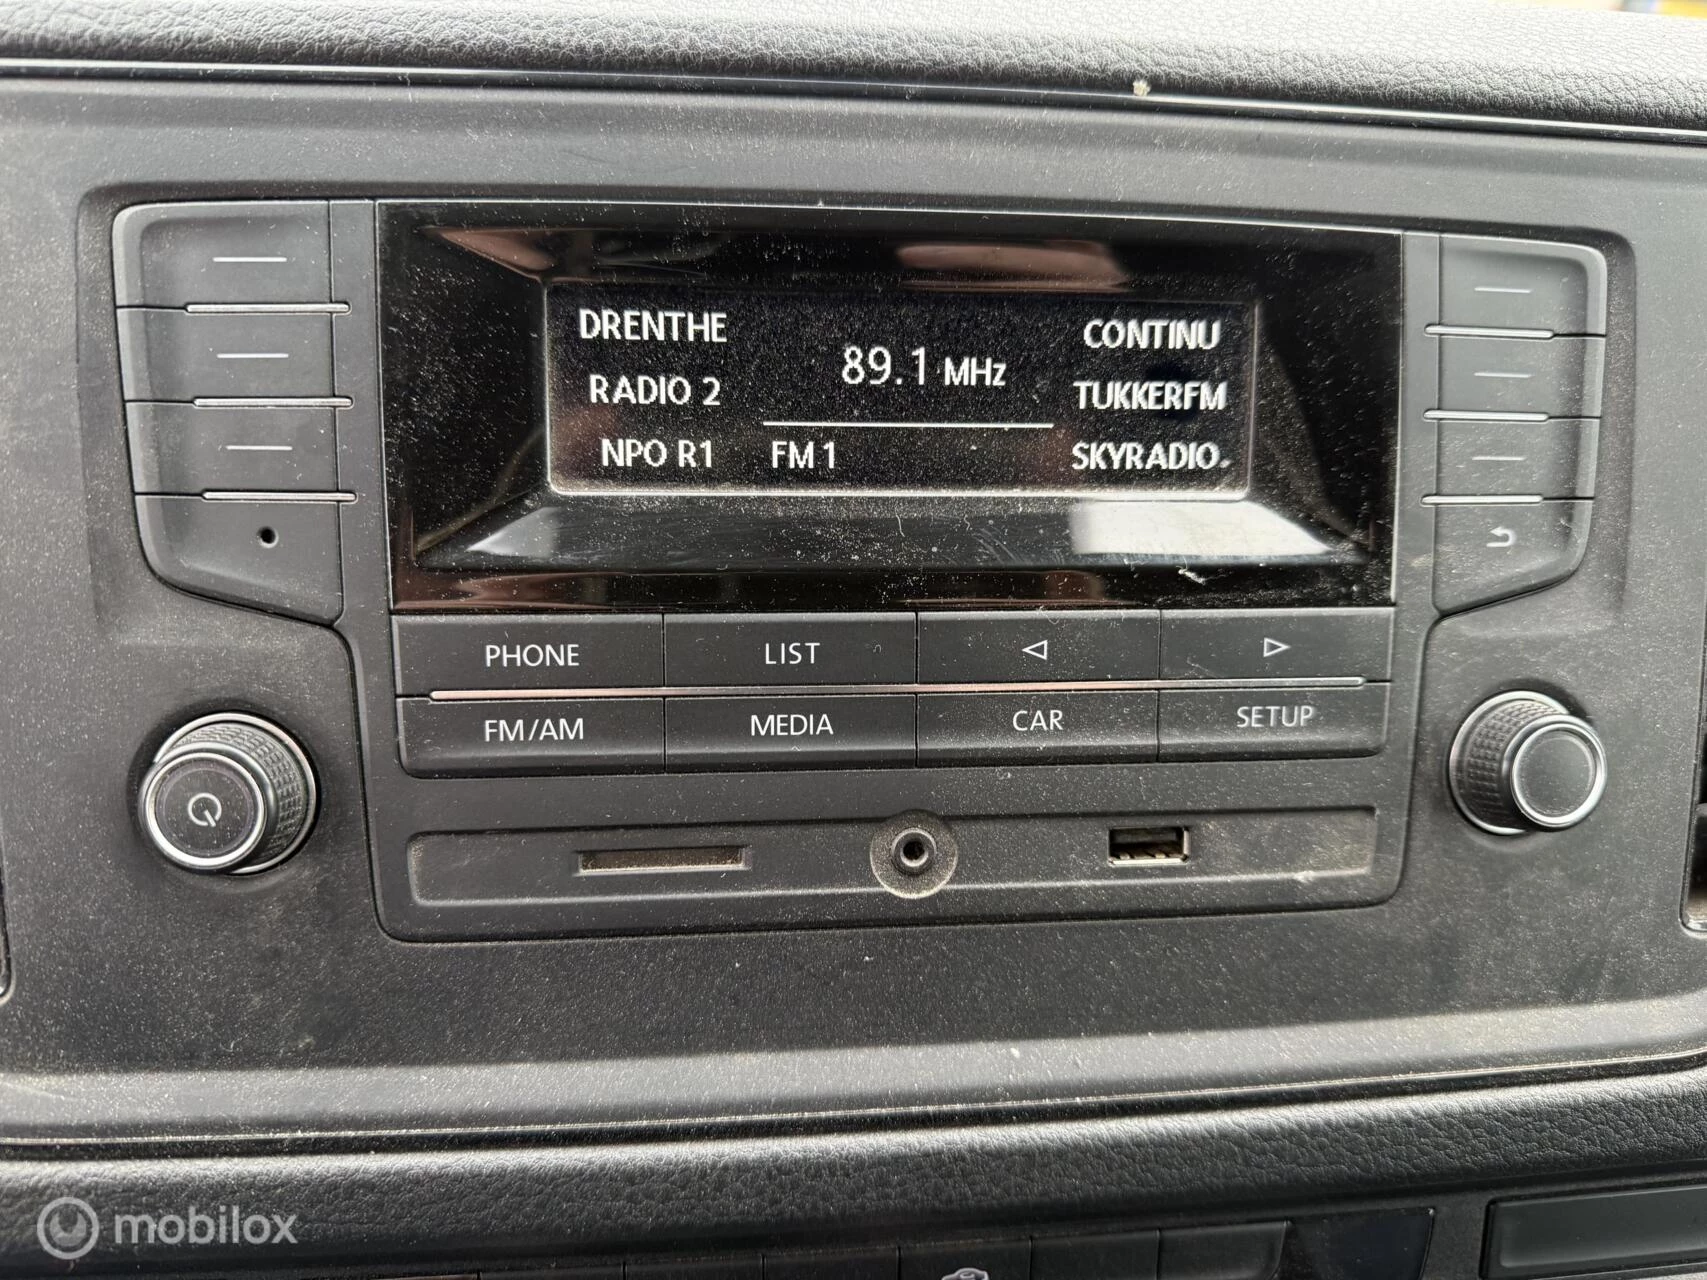 DRENTHE
RADIO 2
NPO R1
89.1 MHz
FM 1
CONTINU
TUKKERFM
SKYRADIO
PHONE
LIST
FM/AM
MEDIA
CAR
SETUP
mobilox